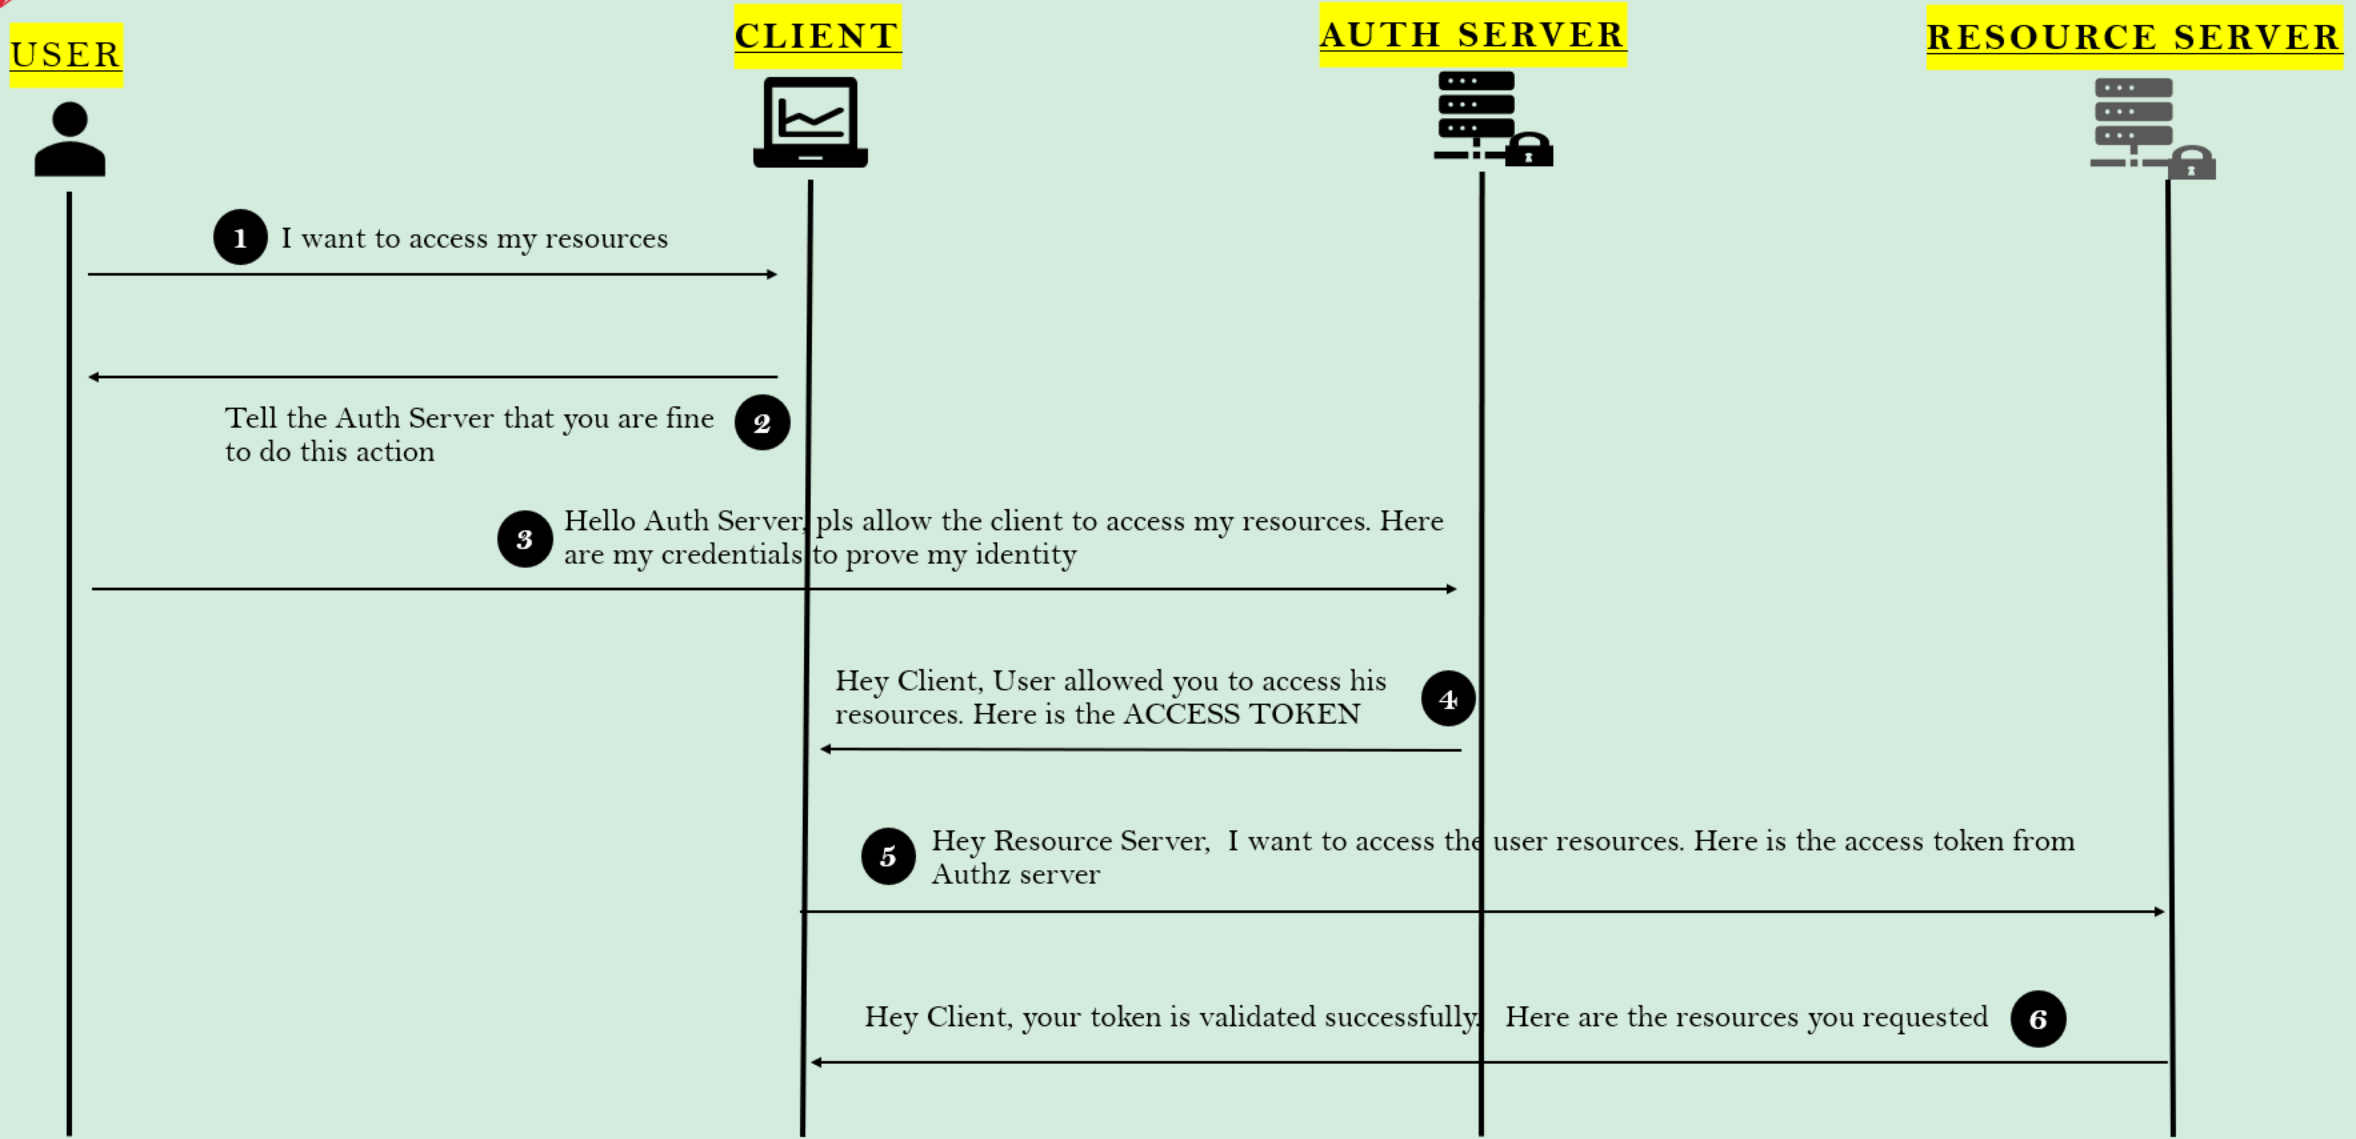 USER
CLIENT
AUTH SERVER
RESOURCE SERVER
1 I want to access my resources
Tell the Auth Server that you are fine 2
to do this action
3 Hello Auth Server, pls allow the client to access my resources. Here
are my credentials to prove my identity
Hey Client, User allowed you to access his 4
resources. Here is the ACCESS TOKEN
5 Hey Resource Server, I want to access the user resources. Here is the access token from
Authz server
Hey Client, your token is validated successfully. Here are the resources you requested 6